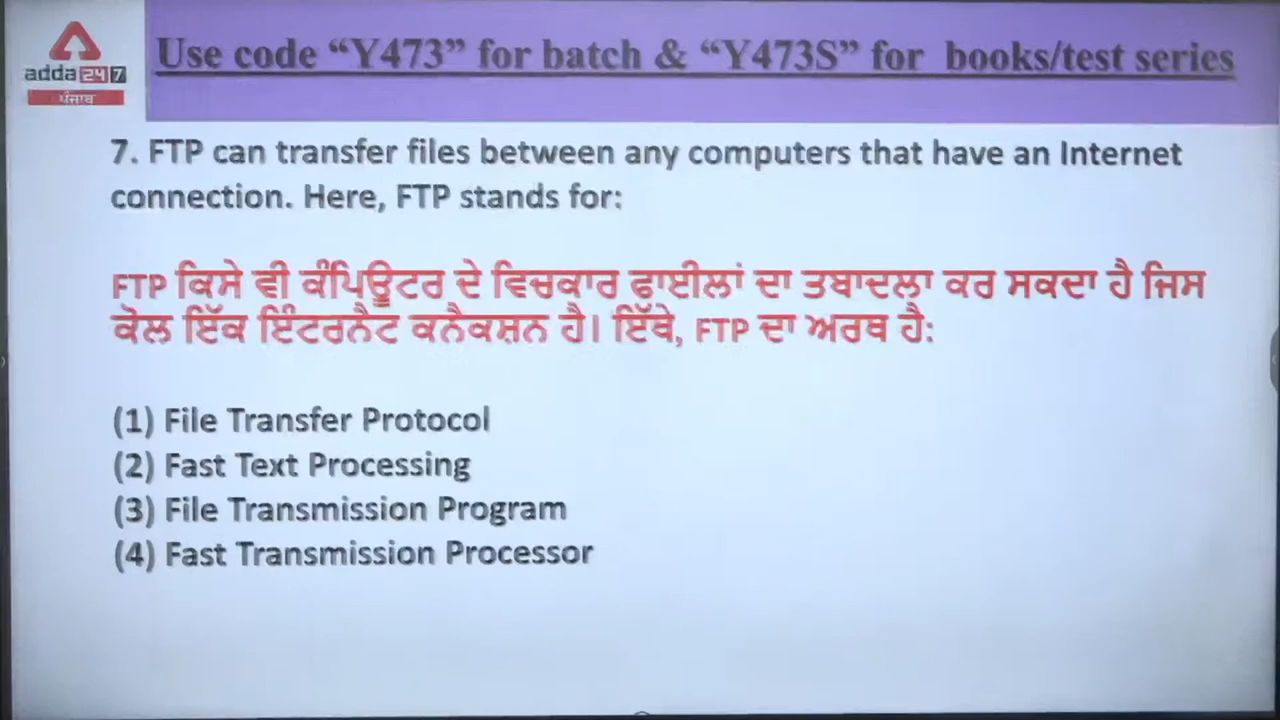 adda 24 7
ਪੰਜਾਬ
Use code “Y473” for batch & “Y473S” for books/test series
7. FTP can transfer files between any computers that have an Internet
connection. Here, FTP stands for:
FTP ਕਿਸੇ ਵੀ ਕੰਪਿਊਟਰ ਦੇ ਵਿਚਕਾਰ ਫਾਈਲਾਂ ਦਾ ਤਬਾਦਲਾ ਕਰ ਸਕਦਾ ਹੈ ਜਿਸ
ਕੋਲ ਇੱਕ ਇੰਟਰਨੈਟ ਕਨੈਕਸ਼ਨ ਹੈ। ਇੱਥੇ, FTP ਦਾ ਅਰਥ ਹੈ:
(1) File Transfer Protocol
(2) Fast Text Processing
(3) File Transmission Program
(4) Fast Transmission Processor